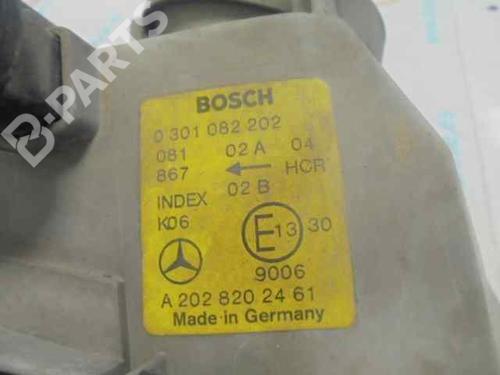 BOSCH
0 301 082 202
081 02 A 04
867 ← HCR
INDEX 02 B
K06
E 13 30
9006
A 202 820 24 61
Made in Germany
B-PARTS